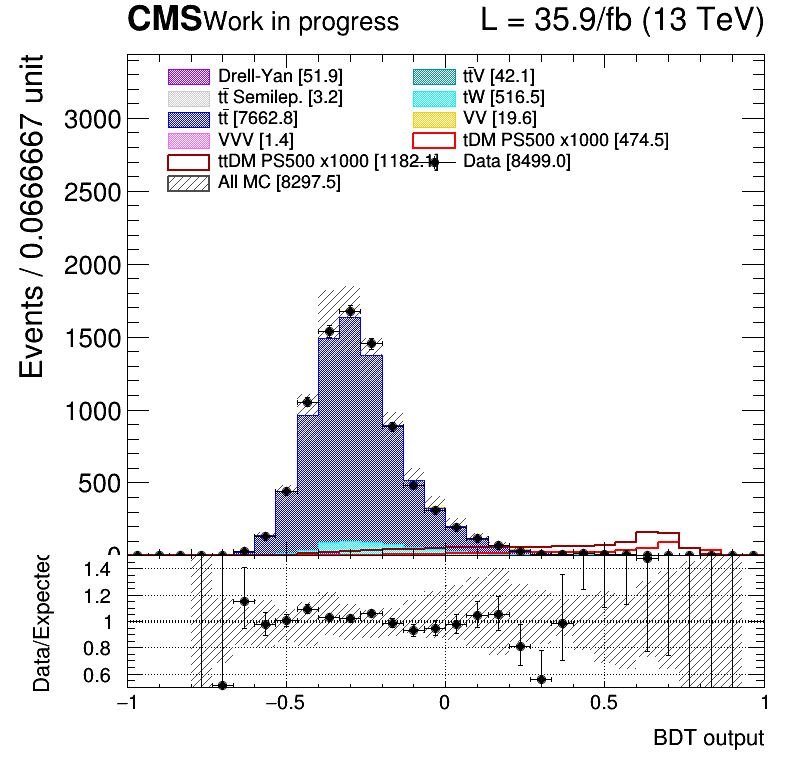 CMS Work in progress L = 35.9/fb (13 TeV)
Drell-Yan [51.9] tt̄V [42.1]
tt̄ Semilep. [3.2] tW [516.5]
tt̄ [7662.8] VV [19.6]
VVV [1.4] tDM PS500 x1000 [474.5]
ttDM PS500 x1000 [1182.1] Data [8499.0]
All MC [8297.5]
Events / 0.0666667 unit
3000
2500
2000
1500
1000
500
0
Data/Expected
1.4
1.2
1
0.8
0.6
−1 −0.5 0 0.5 1
BDT output